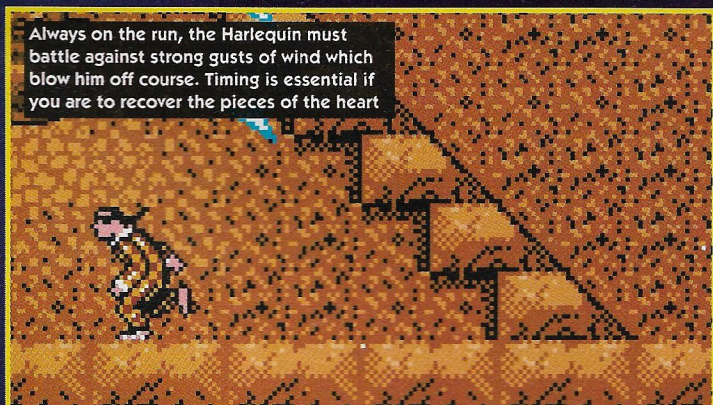 Always on the run, the Harlequin must
battle against strong gusts of wind which
blow him off course. Timing is essential if
you are to recover the pieces of the heart